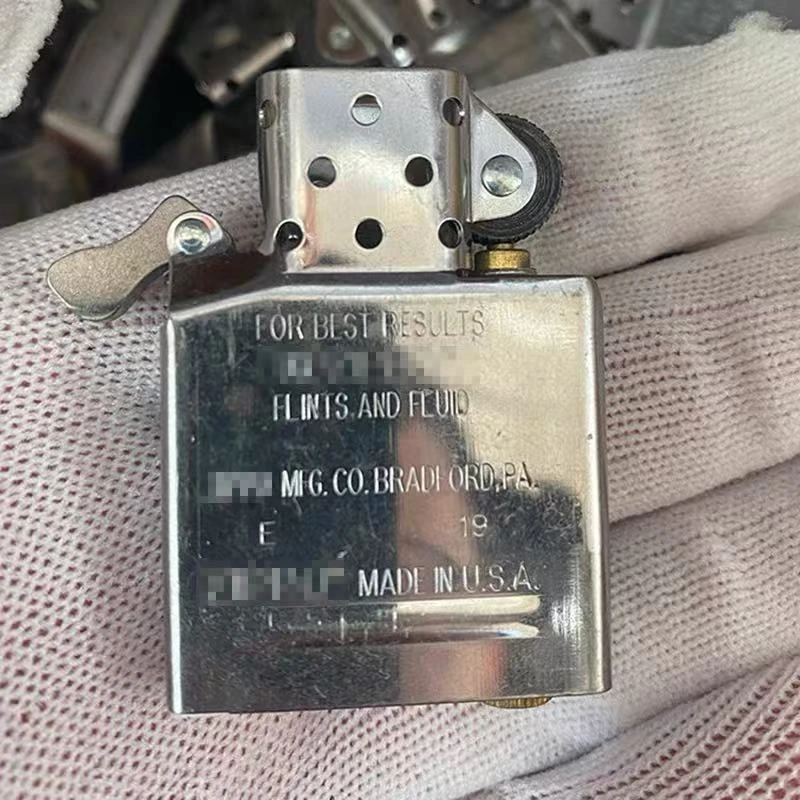 FOR BEST RESULTS
FLINTS AND FLUID
MFG. CO. BRADFORD, PA.
E 19
MADE IN U.S.A.